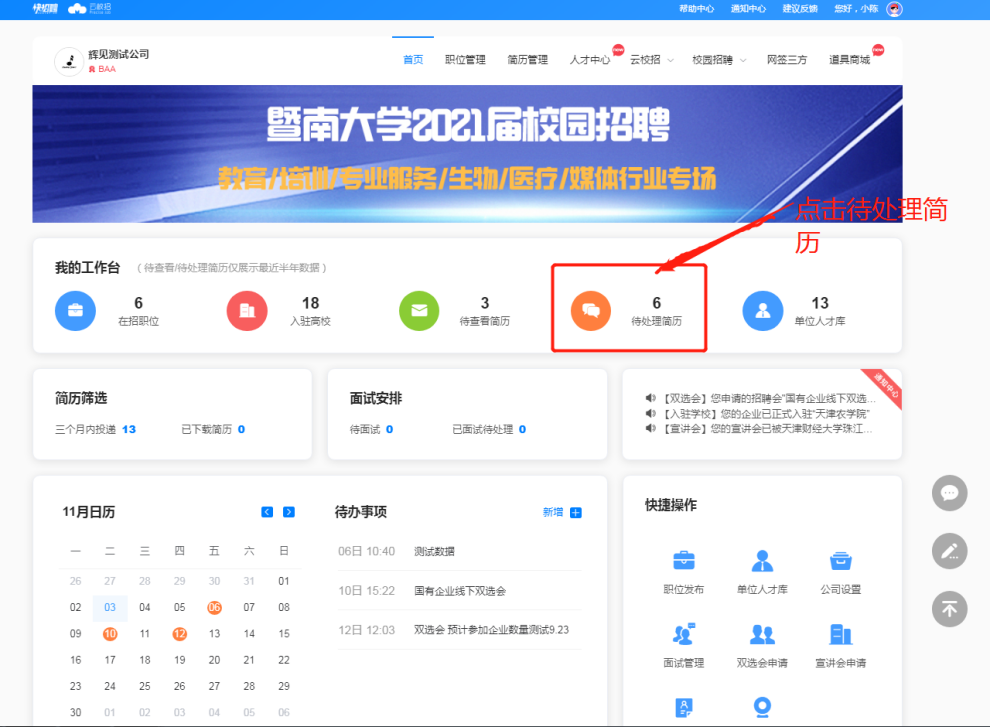 快招网 云校招
帮助中心 通知中心 建议反馈 您好，小陈
辉见测试公司
BAA
首页 职位管理 简历管理 人才中心 云校招 校园招聘 网签三方 道具商城
暨南大学2021届校园招聘
教育/培训/专业服务/生物/医疗/媒体行业专场
点击待处理简
历
我的工作台 （ 待查看/待处理简历仅展示最近半年数据 ）
6 18 3 6 13
在招职位 入驻高校 待查看简历 待处理简历 单位人才库
简历筛选
三个月内投递 13 已下载简历 0
面试安排
待面试 0 已面试待处理 0
通知中心
【双选会】您申请的招聘会"国有企业线下双选...
【入驻学校】您的企业已正式入驻"天津农学院"
【宣讲会】您的宣讲会已被天津财经大学珠江...
11月日历
一 二 三 四 五 六 日
26 27 28 29 30 31 01
02 03 04 05 06 07 08
09 10 11 12 13 14 15
16 17 18 19 20 21 22
23 24 25 26 27 28 29
30 01 02 03 04 05 06
待办事项 新增
06日 10:40 测试数据
10日 15:22 国有企业线下双选会
12日 12:03 双选会 预计参加企业数量测试9.23
快捷操作
职位发布 单位人才库 公司设置
面试管理 双选会申请 宣讲会申请